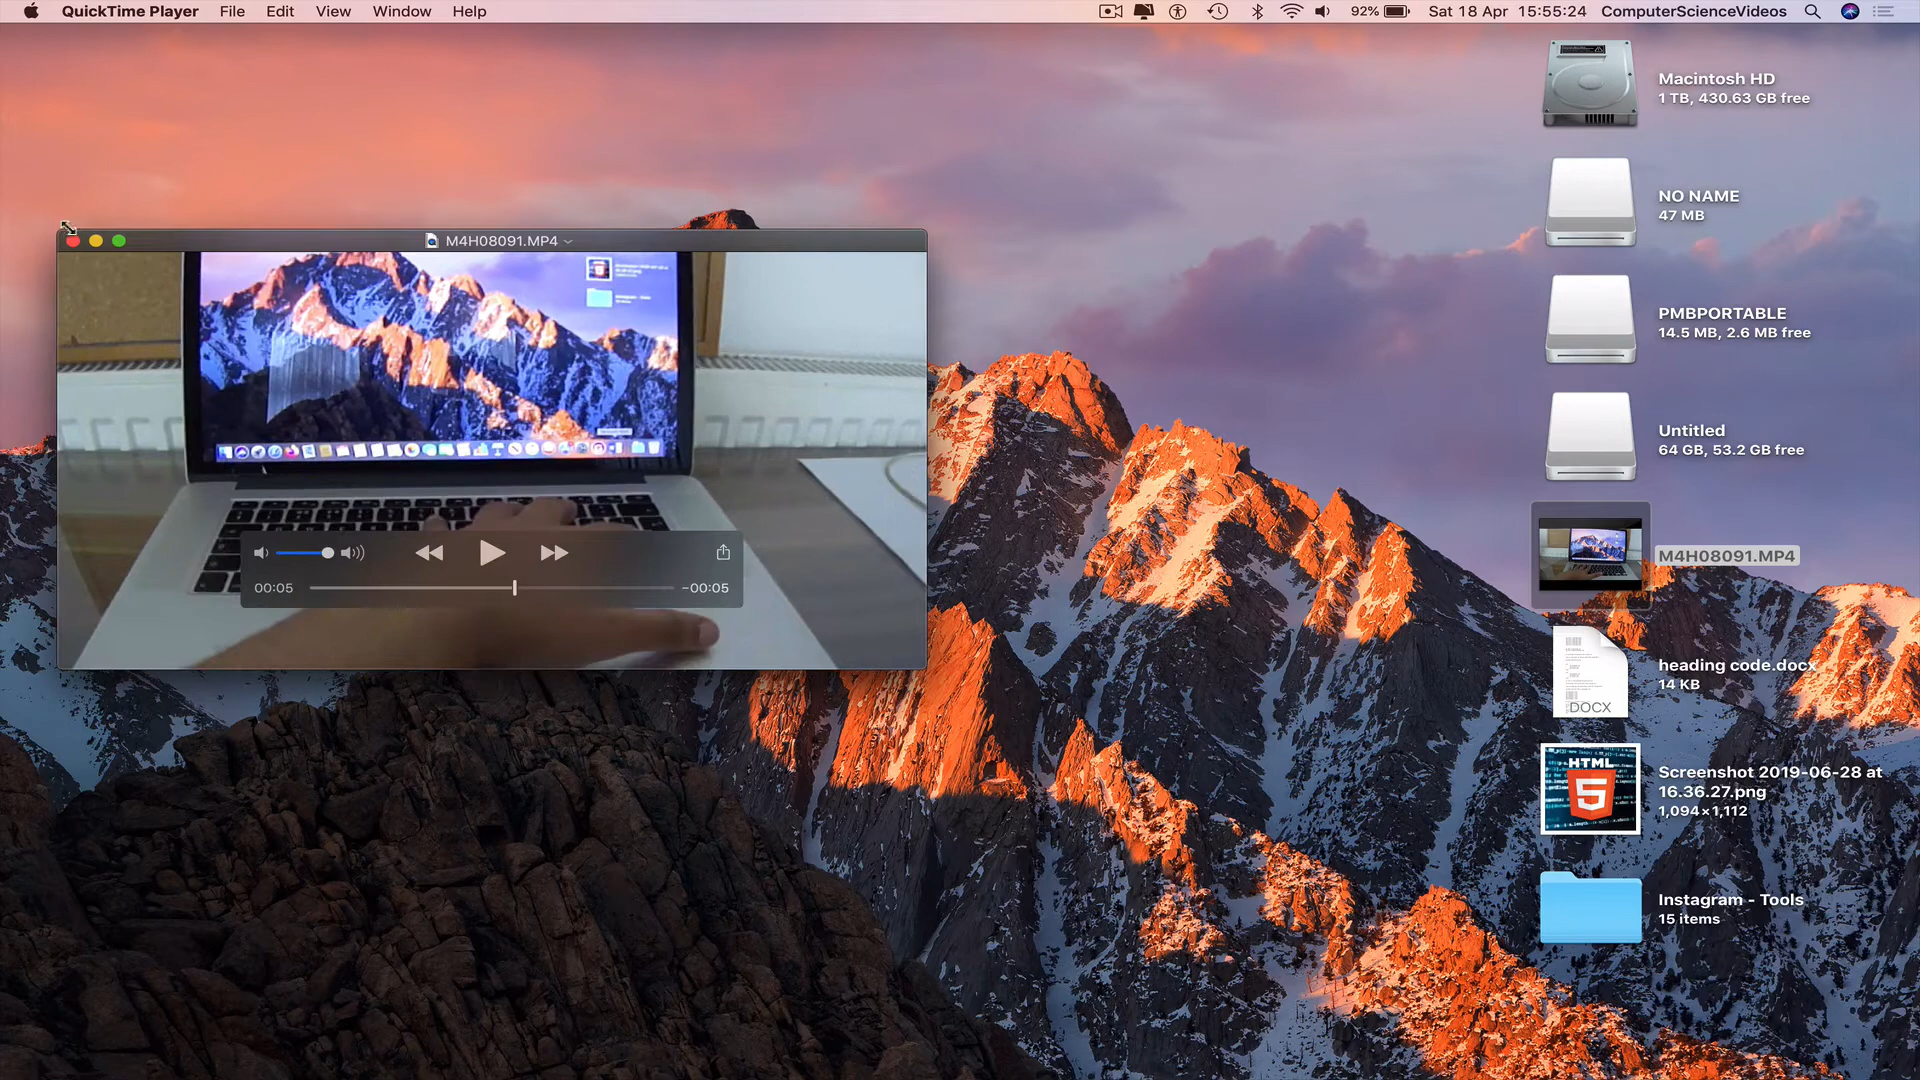 QuickTime Player File Edit View Window Help
92% Sat 18 Apr 15:55:24 ComputerScienceVideos
Macintosh HD
1 TB, 430.63 GB free
NO NAME
47 MB
PMBPORTABLE
14.5 MB, 2.6 MB free
Untitled
64 GB, 53.2 GB free
M4H08091.MP4
M4H08091.MP4
00:05
-00:05
heading code.docx
14 KB
DOCX
HTML
5
Screenshot 2019-06-28 at
16.36.27.png
1,094×1,112
Instagram - Tools
15 items